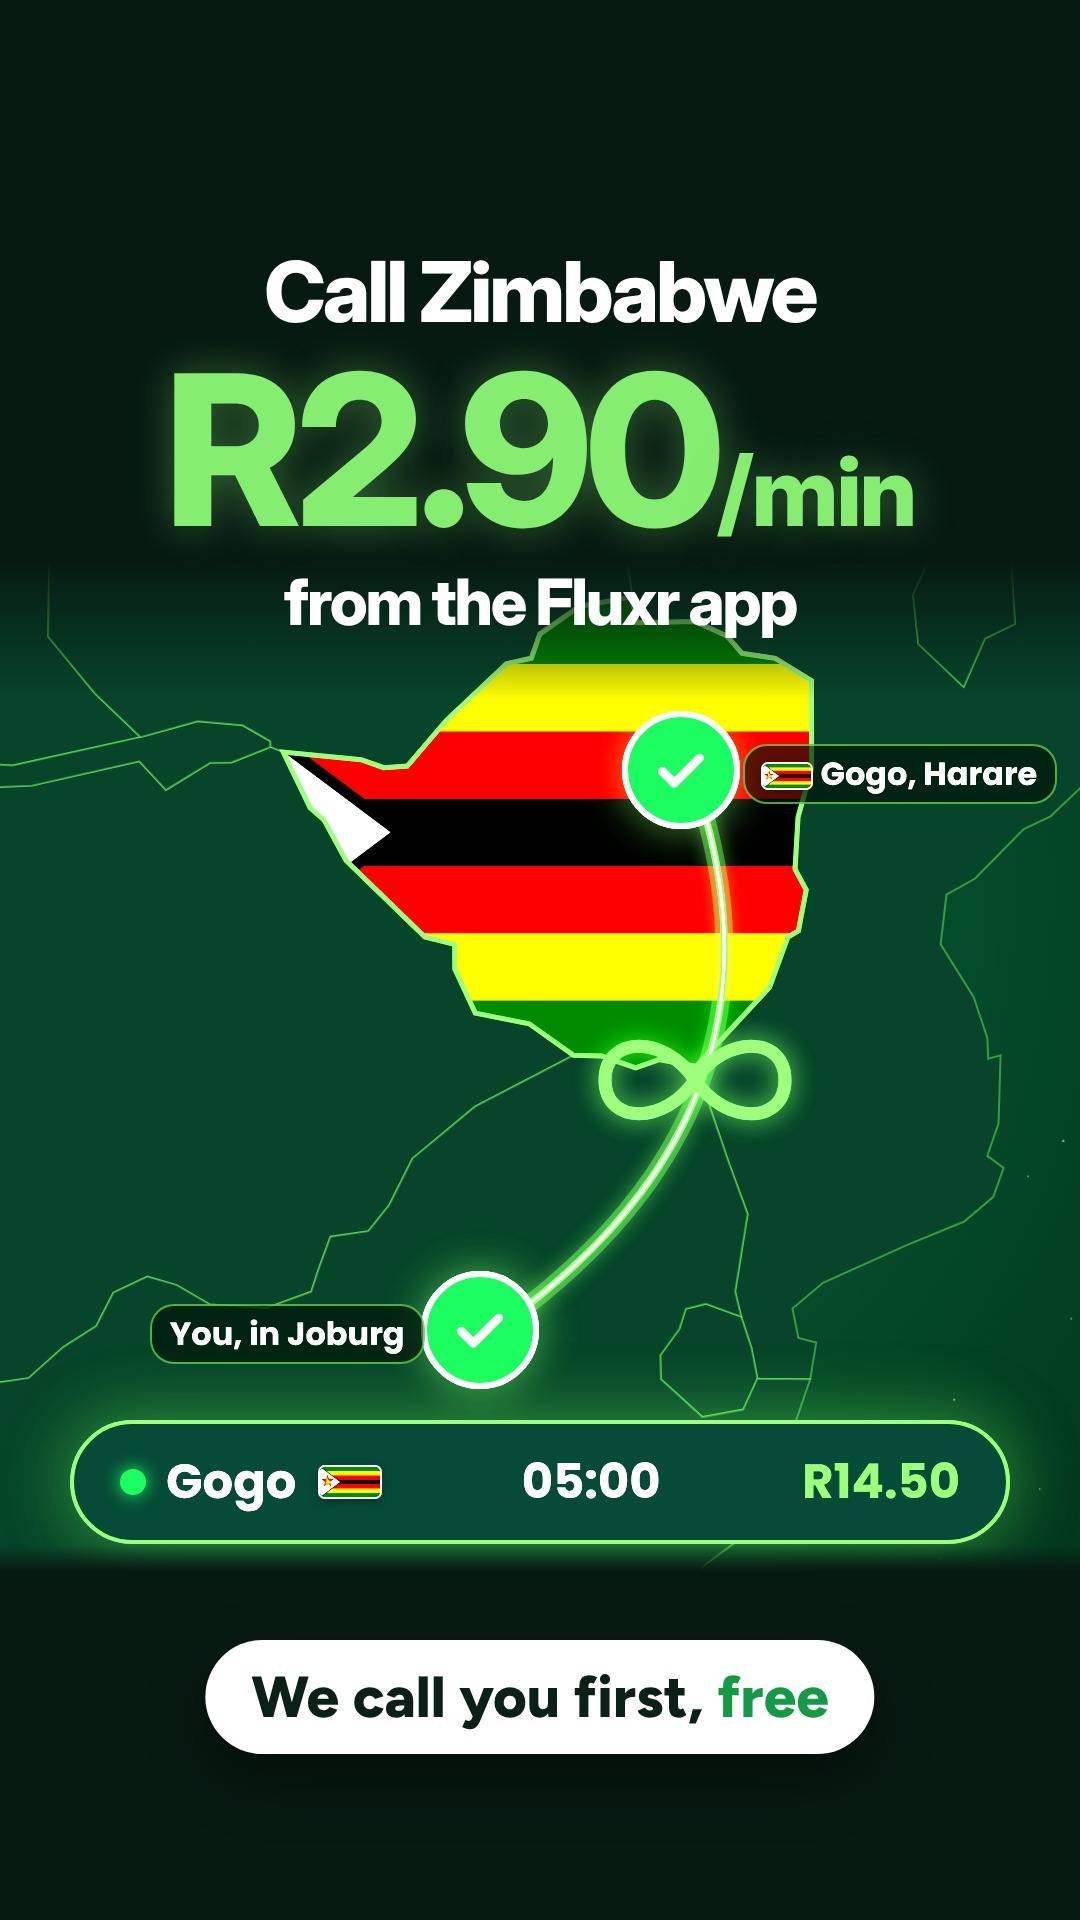 Call Zimbabwe
R2.90/min
from the Fluxr app
Gogo, Harare
You, in Joburg
Gogo 05:00 R14.50
We call you first, free